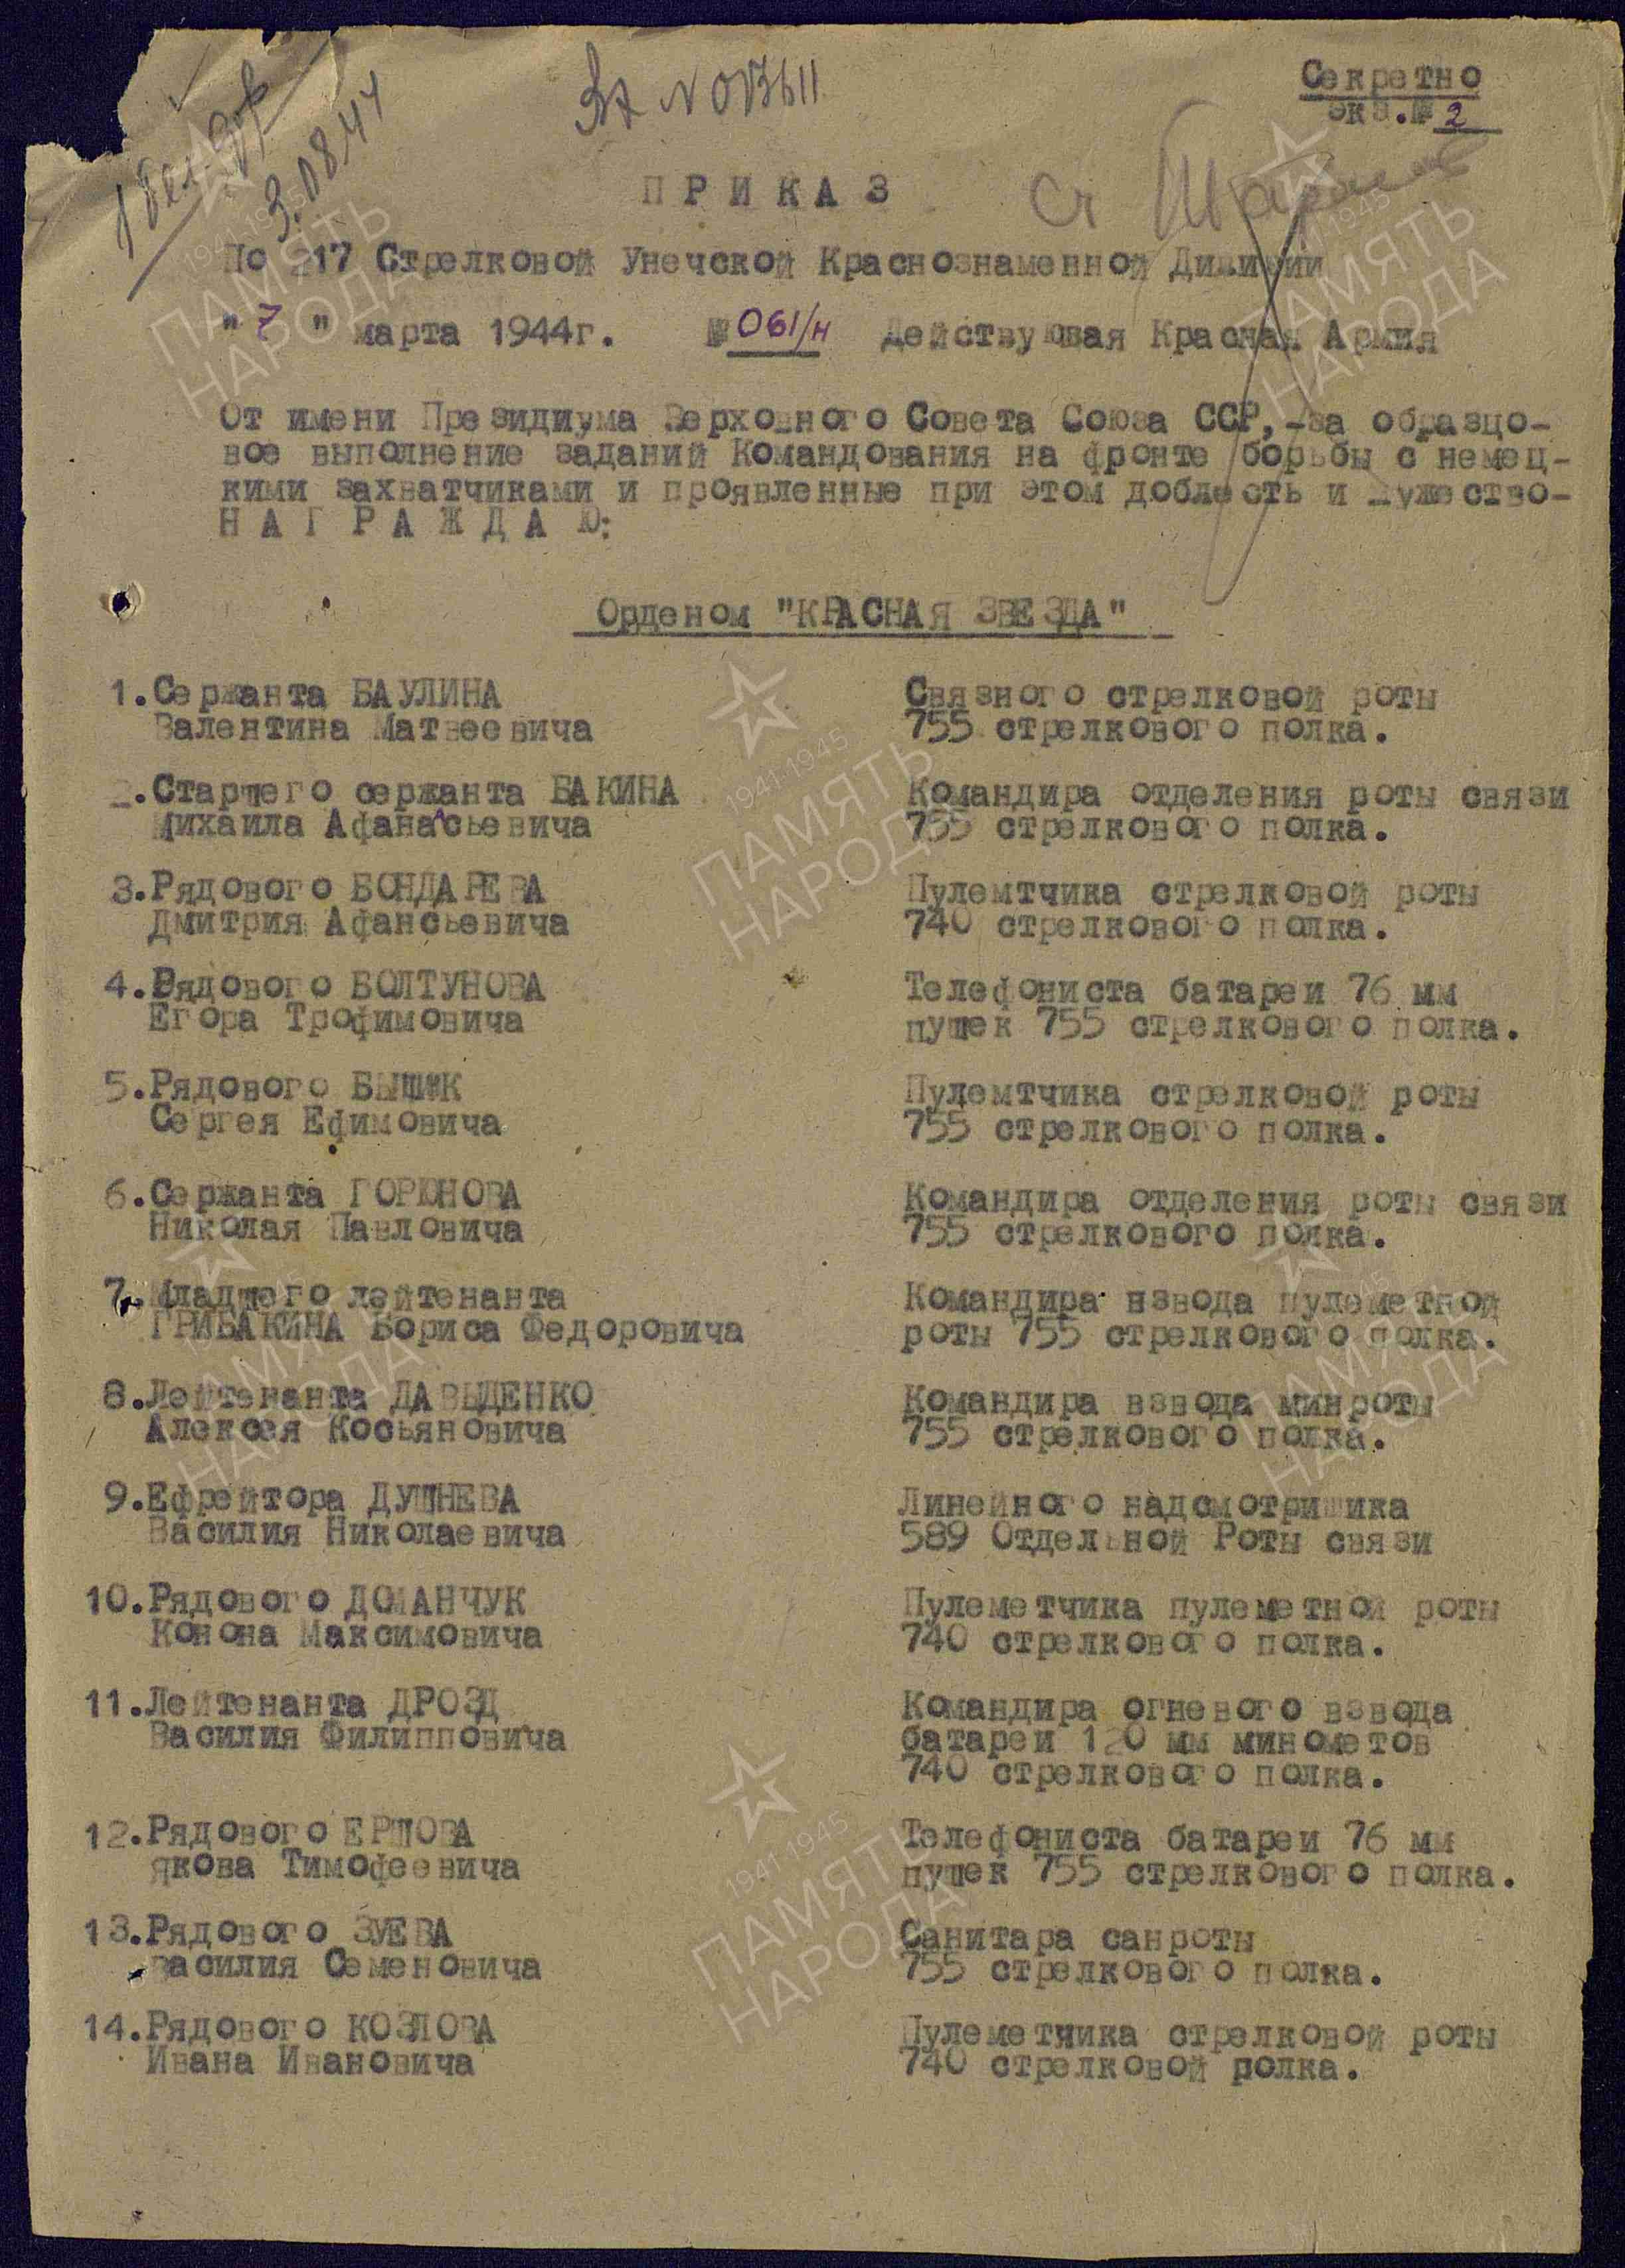 Секретно
экз.№ 2
3.08.44
П Р И К А З
По 217 Стрелковой Унечской Краснознаменной Дивизии
"7" марта 1944г. № 061/н Действующая Красная Армия
От имени Президиума Верховного Совета Союза ССР,-за образцо-
вое выполнение заданий Командования на фронте борьбы с немец-
кими захватчиками и проявленные при этом доблесть и мужество-
Н А Г Р А Ж Д А Ю:
Орденом "КРАСНАЯ ЗВЕЗДА"
1.Сержанта БАУЛИНА Связного стрелковой роты
Валентина Матвеевича 755 стрелкового полка.
2.Старшего сержанта БАКИНА Командира отделения роты связи
Михаила Афанасьевича 755 стрелкового полка.
3.Рядового БОНДАРЕВА Пулемтчика стрелковой роты
Дмитрия Афансьевича 740 стрелкового полка.
4.Рядового БОЛТУНОВА Телефониста батареи 76 мм
Егора Трофимовича пушек 755 стрелкового полка.
5.Рядового Пулемтчика стрелковой роты
Сергея Ефимовича 755 стрелкового полка.
6.Сержанта ГОРЮНОВА Командира отделения роты связи
Николая Павловича 755 стрелкового полка.
7.Младшего лейтенанта Командира взвода пулеметной
ГРИБАКИНА Бориса Федоровича роты 755 стрелкового полка.
8.Лейтенанта ДАВЫДЕНКО Командира взвода минроты
Алексея Косьяновича 755 стрелкового полка.
9.Ефрейтора ДУШНЕВА Линейного надсмотрщика
Василия Николаевича 589 Отдельной Роты связи
10.Рядового ДОМАНЧУК Пулеметчика пулеметной роты
Конона Максимовича 740 стрелкового полка.
11.Лейтенанта ДРОЗД Командира огневого взвода
Василия Филипповича батареи 120 мм минометов
740 стрелкового полка.
12.Рядового ЕРШОВА Телефониста батареи 76 мм
Якова Тимофеевича пушек 755 стрелкового полка.
13.Рядового ЗУЕВА Санитара санроты
Василия Семеновича 755 стрелкового полка.
14.Рядового КОЗЛОВА Пулеметчика стрелковой роты
Ивана Ивановича 740 стрелковой полка.
1941-1945
ПАМЯТЬ
НАРОДА